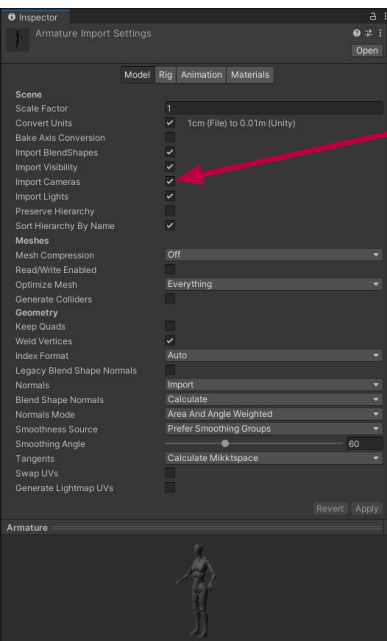 Inspector
Armature Import Settings
Open
Model Rig Animation Materials
Scene
Scale Factor 1
Convert Units 1cm (File) to 0.01m (Unity)
Bake Axis Conversion
Import BlendShapes
Import Visibility
Import Cameras
Import Lights
Preserve Hierarchy
Sort Hierarchy By Name
Meshes
Mesh Compression Off
Read/Write Enabled
Optimize Mesh Everything
Generate Colliders
Geometry
Keep Quads
Weld Vertices
Index Format Auto
Legacy Blend Shape Normals
Normals Import
Blend Shape Normals Calculate
Normals Mode Area And Angle Weighted
Smoothness Source Prefer Smoothing Groups
Smoothing Angle 60
Tangents Calculate Mikktspace
Swap UVs
Generate Lightmap UVs
Revert Apply
Armature